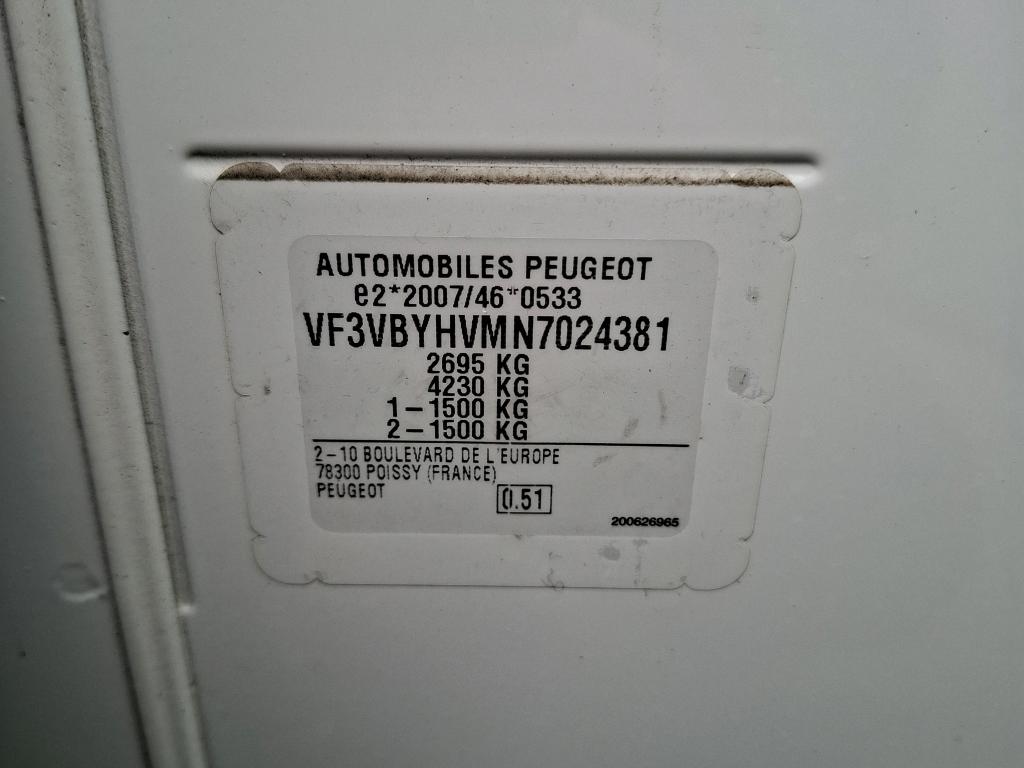 AUTOMOBILES PEUGEOT
e2*2007/46*0533
VF3VBYHVMN7024381
2695 KG
4230 KG
1-1500 KG
2-1500 KG
2-10 BOULEVARD DE L'EUROPE
78300 POISSY (FRANCE)
PEUGEOT
0.51
200626965